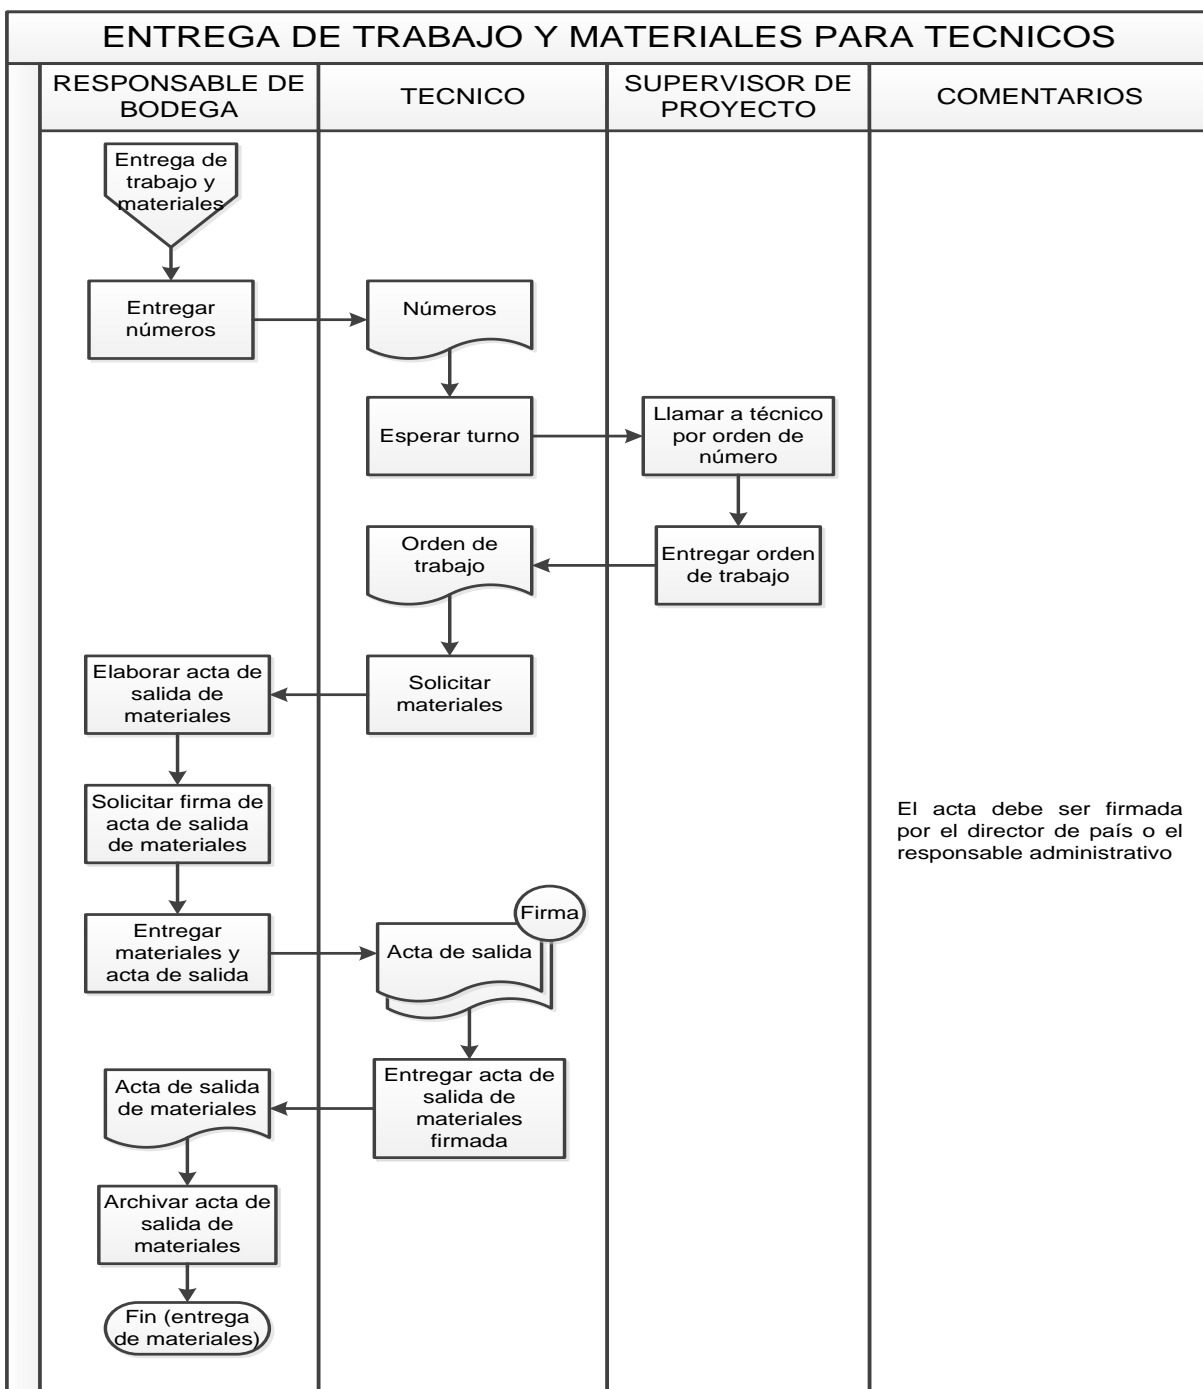 ENTREGA DE TRABAJO Y MATERIALES PARA TECNICOS
RESPONSABLE DE
BODEGA
TECNICO
SUPERVISOR DE
PROYECTO
COMENTARIOS
Entrega de
trabajo y
materiales
Entregar
números
Números
Esperar turno
Llamar a técnico
por orden de
número
Entregar orden
de trabajo
Orden de
trabajo
Solicitar
materiales
Elaborar acta de
salida de
materiales
Solicitar firma de
acta de salida
de materiales
El acta debe ser firmada
por el director de país o el
responsable administrativo
Entregar
materiales y
acta de salida
Firma
Acta de salida
Entregar acta de
salida de
materiales
firmada
Acta de salida
de materiales
Archivar acta de
salida de
materiales
Fin (entrega
de materiales)